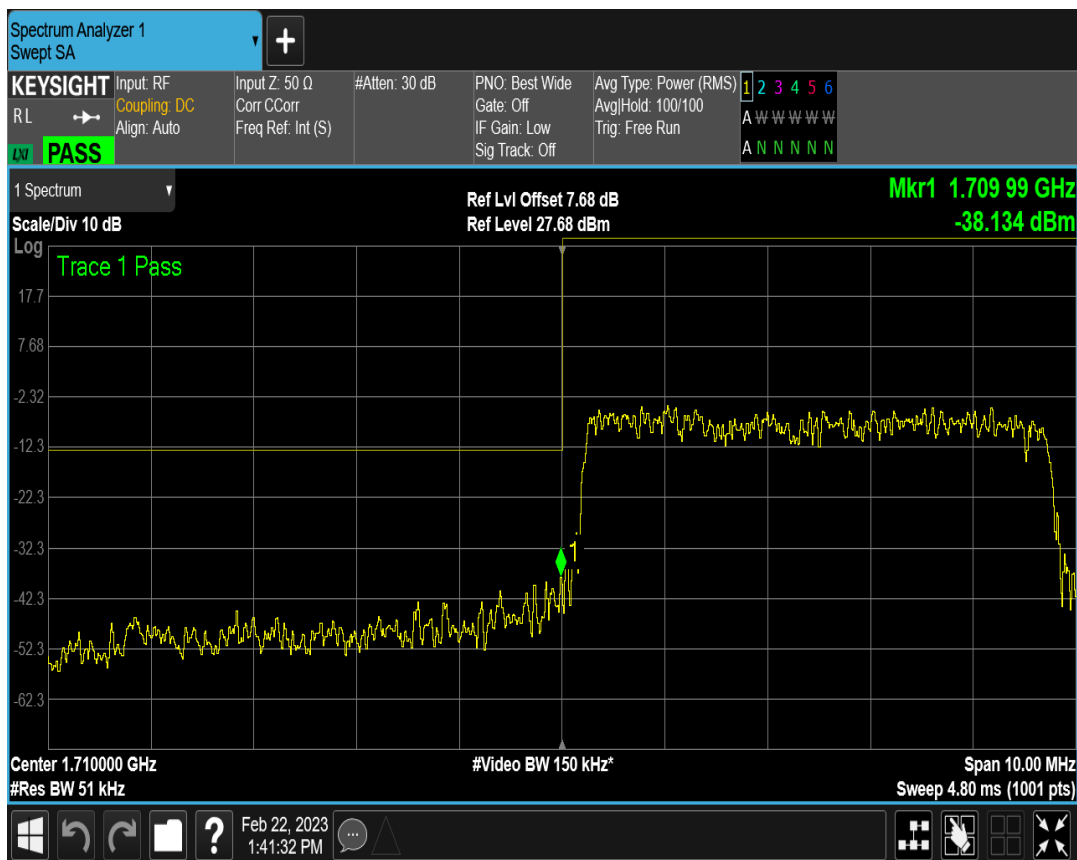 Spectrum Analyzer 1
Swept SA
+
KEYSIGHT
R L
LXI PASS
Input: RF
Coupling: DC
Align: Auto
Input Z: 50 Ω
Corr CCorr
Freq Ref: Int (S)
#Atten: 30 dB
PNO: Best Wide
Gate: Off
IF Gain: Low
Sig Track: Off
Avg Type: Power (RMS)
Avg|Hold: 100/100
Trig: Free Run
1 2 3 4 5 6
A W W W W W
A N N N N N
1 Spectrum
Scale/Div 10 dB
Ref Lvl Offset 7.68 dB
Ref Level 27.68 dBm
Mkr1 1.709 99 GHz
-38.134 dBm
Log
Trace 1 Pass
17.7
7.68
-2.32
-12.3
-22.3
-32.3
-42.3
-52.3
-62.3
1
Center 1.710000 GHz
#Res BW 51 kHz
#Video BW 150 kHz*
Span 10.00 MHz
Sweep 4.80 ms (1001 pts)
?
Feb 22, 2023
1:41:32 PM